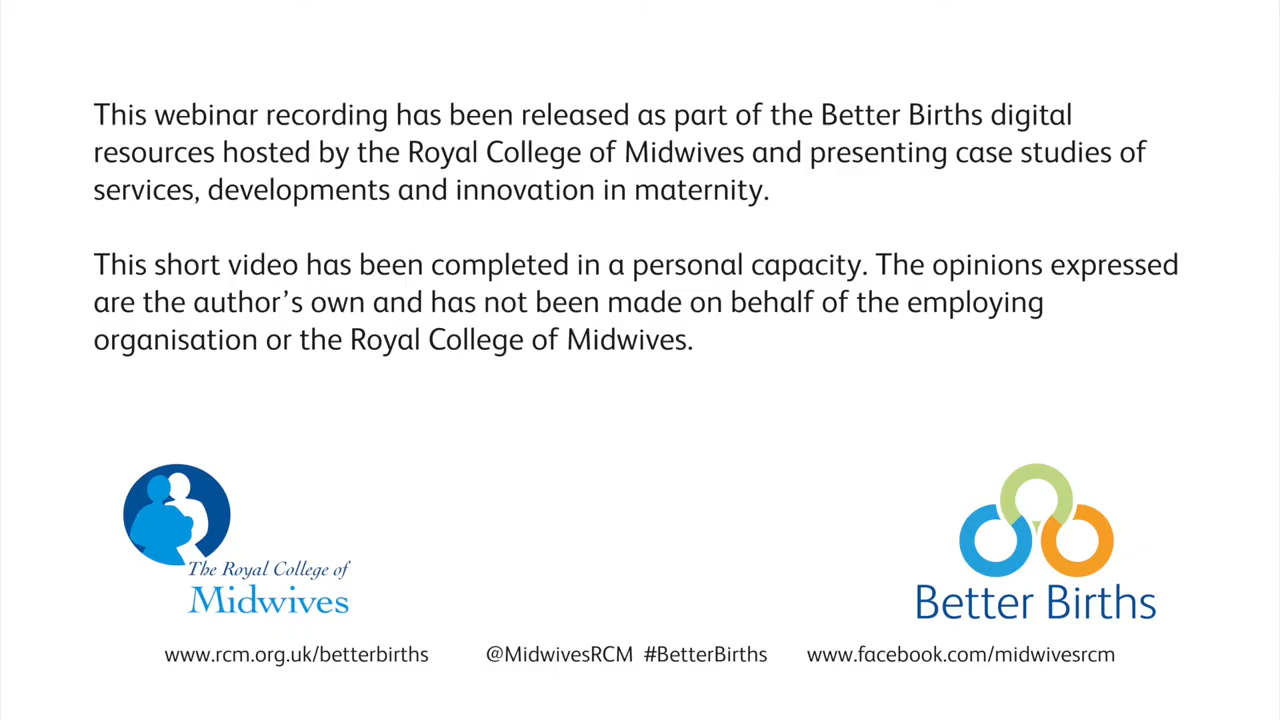 This webinar recording has been released as part of the Better Births digital
resources hosted by the Royal College of Midwives and presenting case studies of
services, developments and innovation in maternity.
This short video has been completed in a personal capacity. The opinions expressed
are the author’s own and has not been made on behalf of the employing
organisation or the Royal College of Midwives.
The Royal College of
Midwives
Better Births
www.rcm.org.uk/betterbirths @MidwivesRCM #BetterBirths www.facebook.com/midwivesrcm